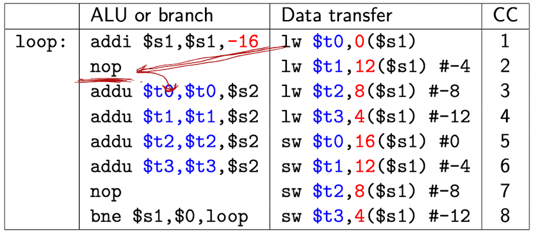 ALU or branch Data transfer CC
loop: addi $s1,$s1,-16 lw $t0,0($s1) 1
nop lw $t1,12($s1) #-4 2
addu $t0,$t0,$s2 lw $t2,8($s1) #-8 3
addu $t1,$t1,$s2 lw $t3,4($s1) #-12 4
addu $t2,$t2,$s2 sw $t0,16($s1) #0 5
addu $t3,$t3,$s2 sw $t1,12($s1) #-4 6
nop sw $t2,8($s1) #-8 7
bne $s1,$0,loop sw $t3,4($s1) #-12 8